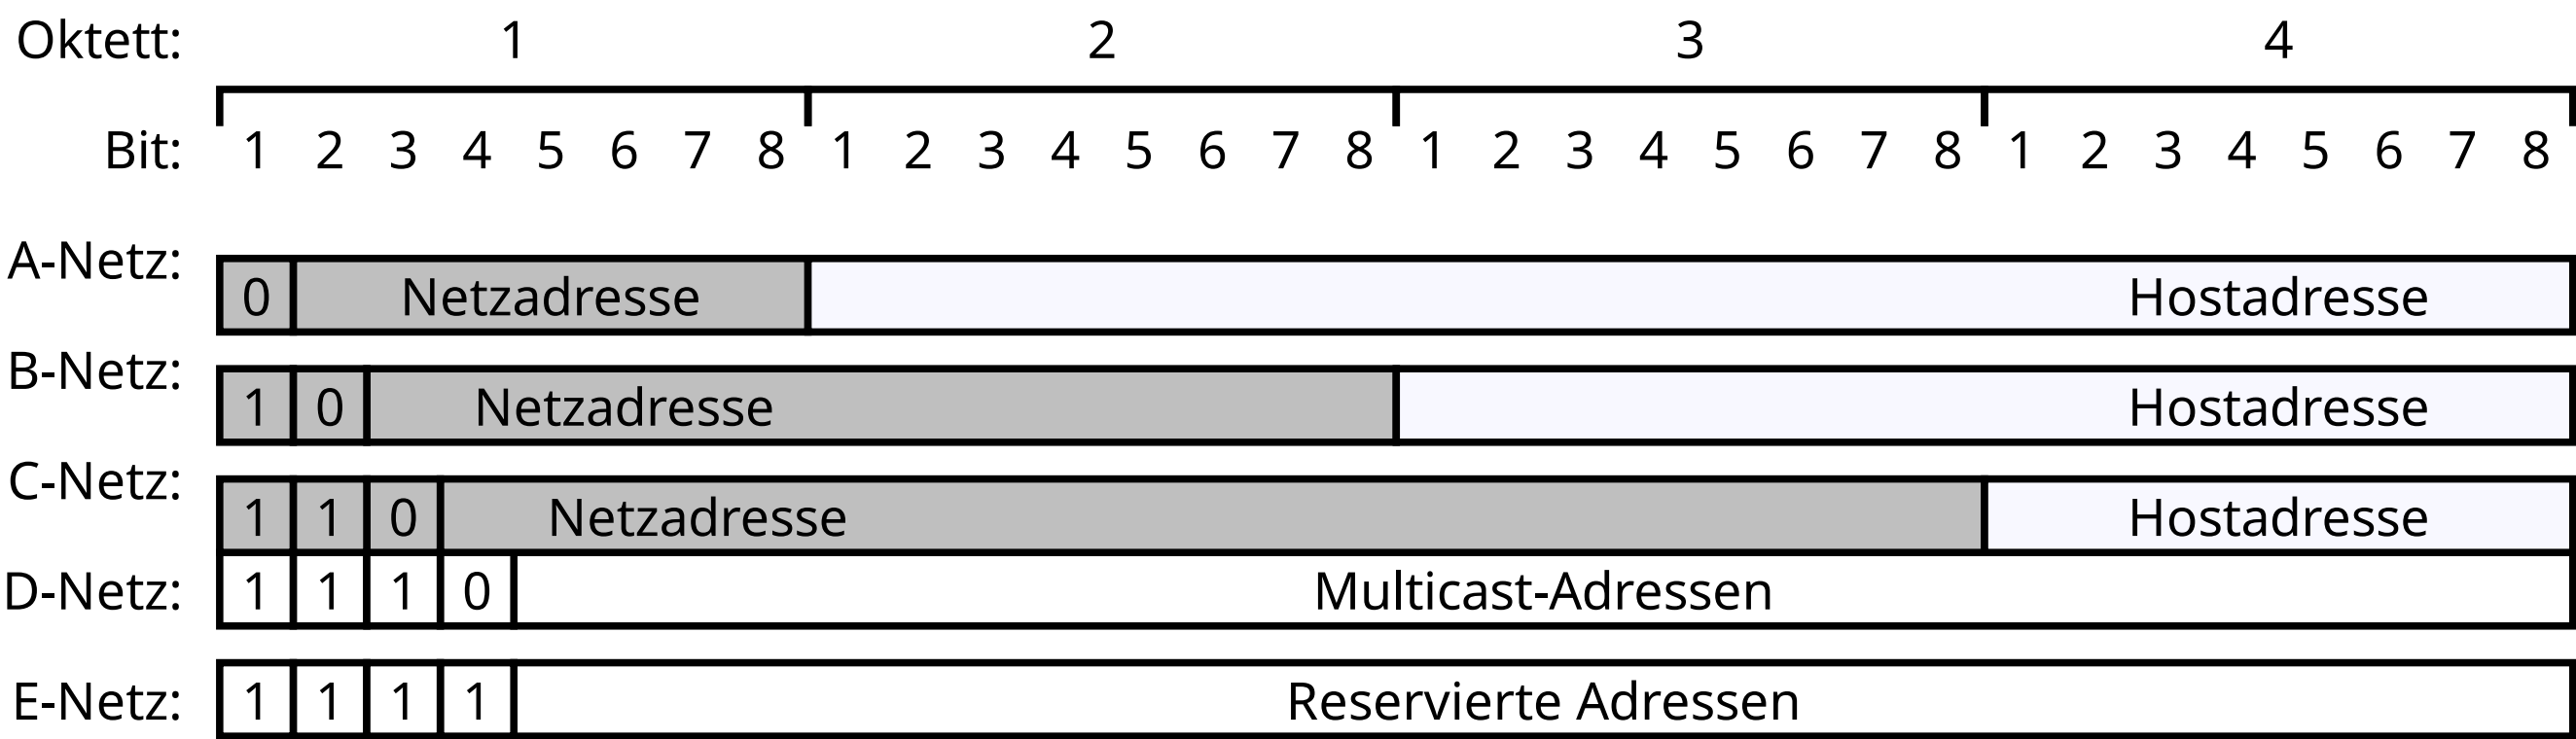 Oktett: 1 2 3 4
Bit: 1 2 3 4 5 6 7 8 1 2 3 4 5 6 7 8 1 2 3 4 5 6 7 8 1 2 3 4 5 6 7 8
A-Netz: 0 Netzadresse Hostadresse
B-Netz: 1 0 Netzadresse Hostadresse
C-Netz: 1 1 0 Netzadresse Hostadresse
D-Netz: 1 1 1 0 Multicast-Adressen
E-Netz: 1 1 1 1 Reservierte Adressen